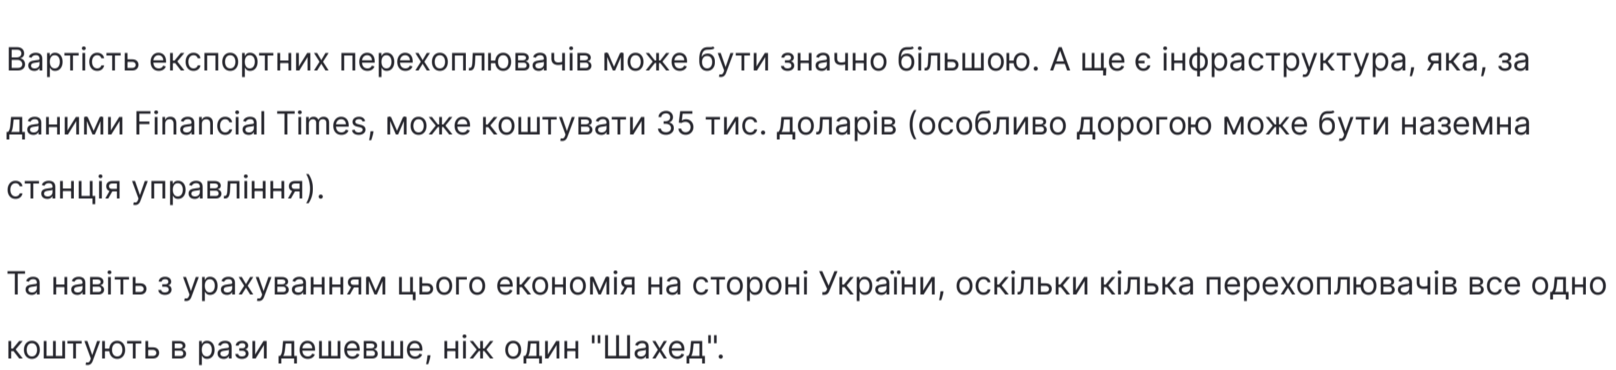 Вартість експортних перехоплювачів може бути значно більшою. А ще є інфраструктура, яка, за
даними Financial Times, може коштувати 35 тис. доларів (особливо дорогою може бути наземна
станція управління).
Та навіть з урахуванням цього економія на стороні України, оскільки кілька перехоплювачів все одно
коштують в рази дешевше, ніж один "Шахед".